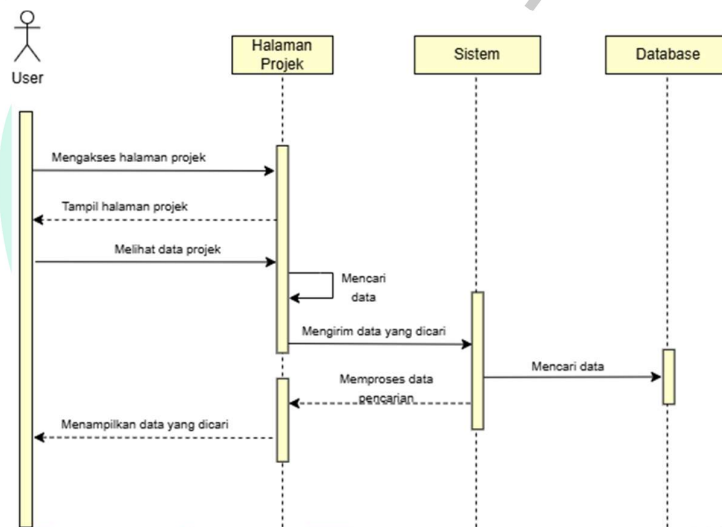 User
Halaman
Projek
Sistem
Database
Mengakses halaman projek
Tampil halaman projek
Melihat data projek
Mencari
data
Mengirim data yang dicari
Mencari data
Memproses data
pencarian
Menampilkan data yang dicari